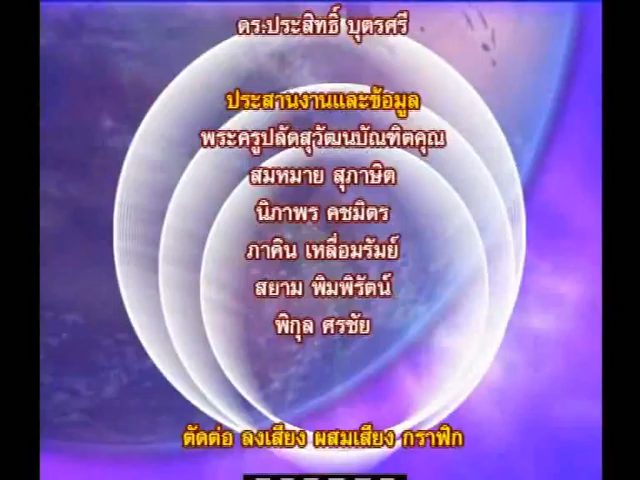 ดร.ประสิทธิ์ บุตรศรี
ประสานงานและข้อมูล
พระครูปลัดสุวัฒนบัณฑิตคุณ
สมหมาย สุภาษิต
นิภาพร คชมิตร
ภาคิน เหลื่อมรัมย์
สยาม พิมพิรัตน์
พิกุล ศรชัย
ตัดต่อ ลงเสียง ผสมเสียง กราฟิก